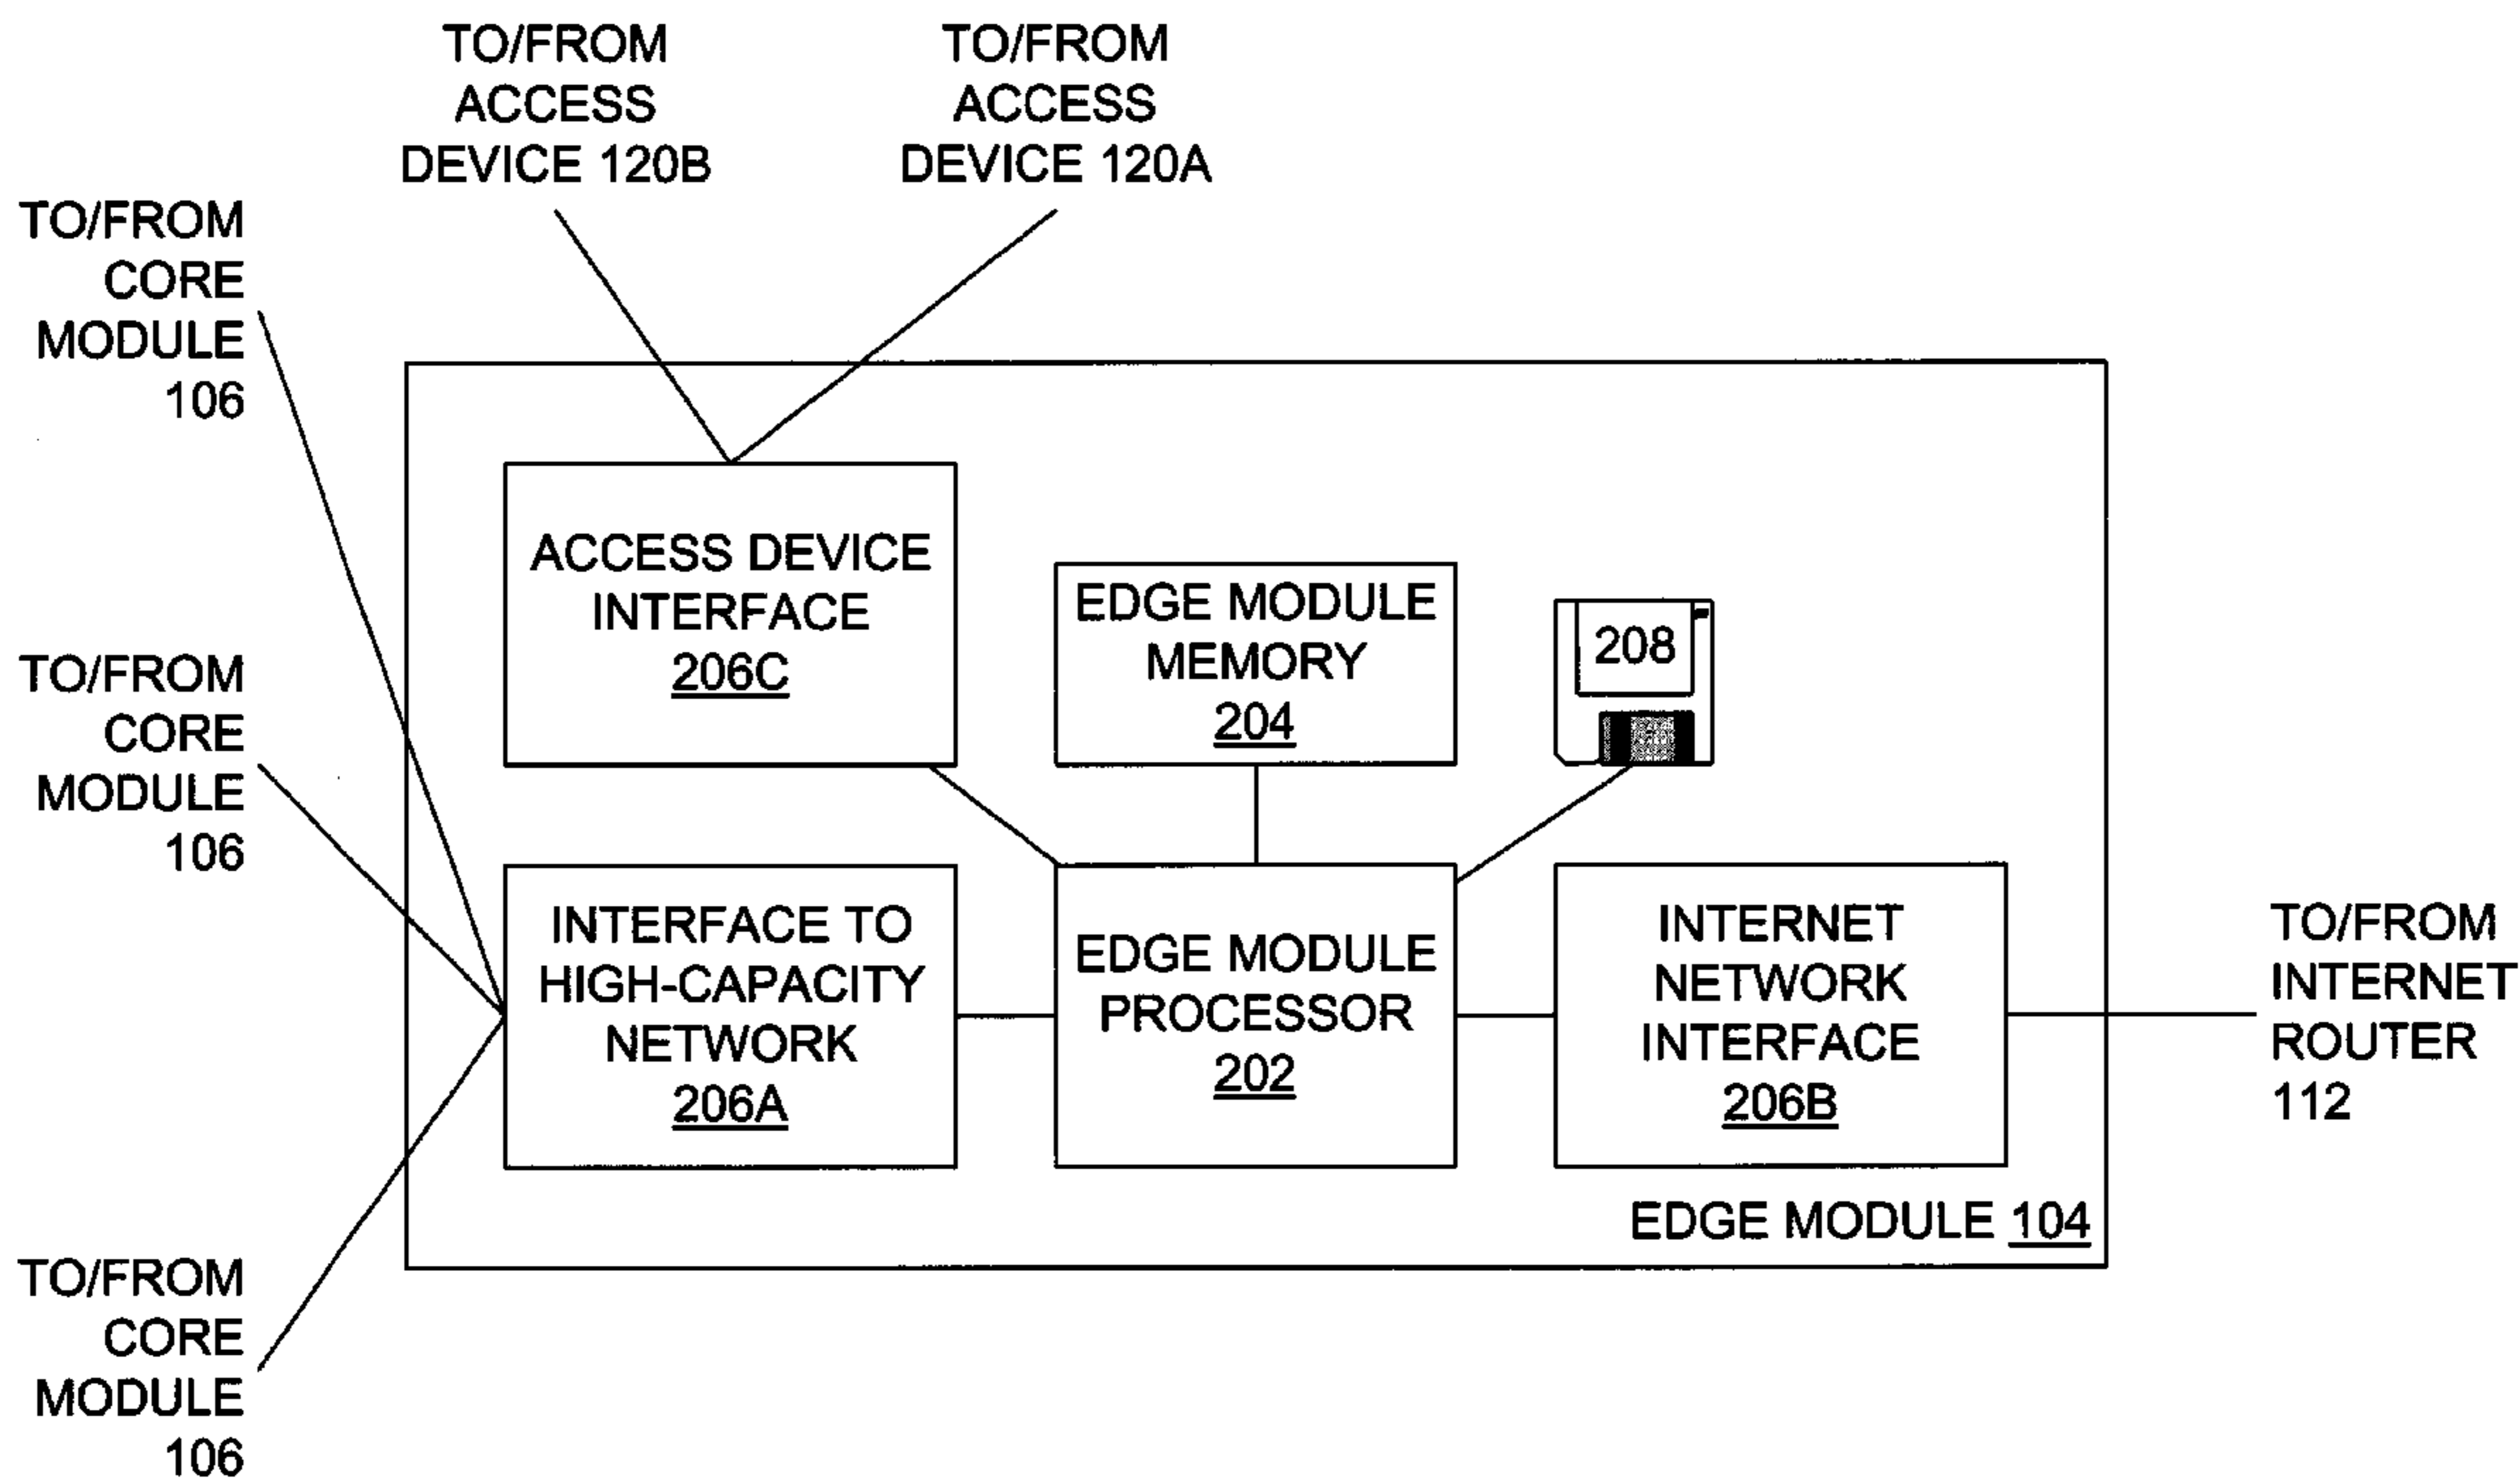 TO/FROM
ACCESS
DEVICE 120B
TO/FROM
ACCESS
DEVICE 120A
TO/FROM
CORE
MODULE
106
TO/FROM
CORE
MODULE
106
TO/FROM
CORE
MODULE
106
ACCESS DEVICE
INTERFACE
206C
EDGE MODULE
MEMORY
204
208
INTERFACE TO
HIGH-CAPACITY
NETWORK
206A
EDGE MODULE
PROCESSOR
202
INTERNET
NETWORK
INTERFACE
206B
TO/FROM
INTERNET
ROUTER
112
EDGE MODULE 104